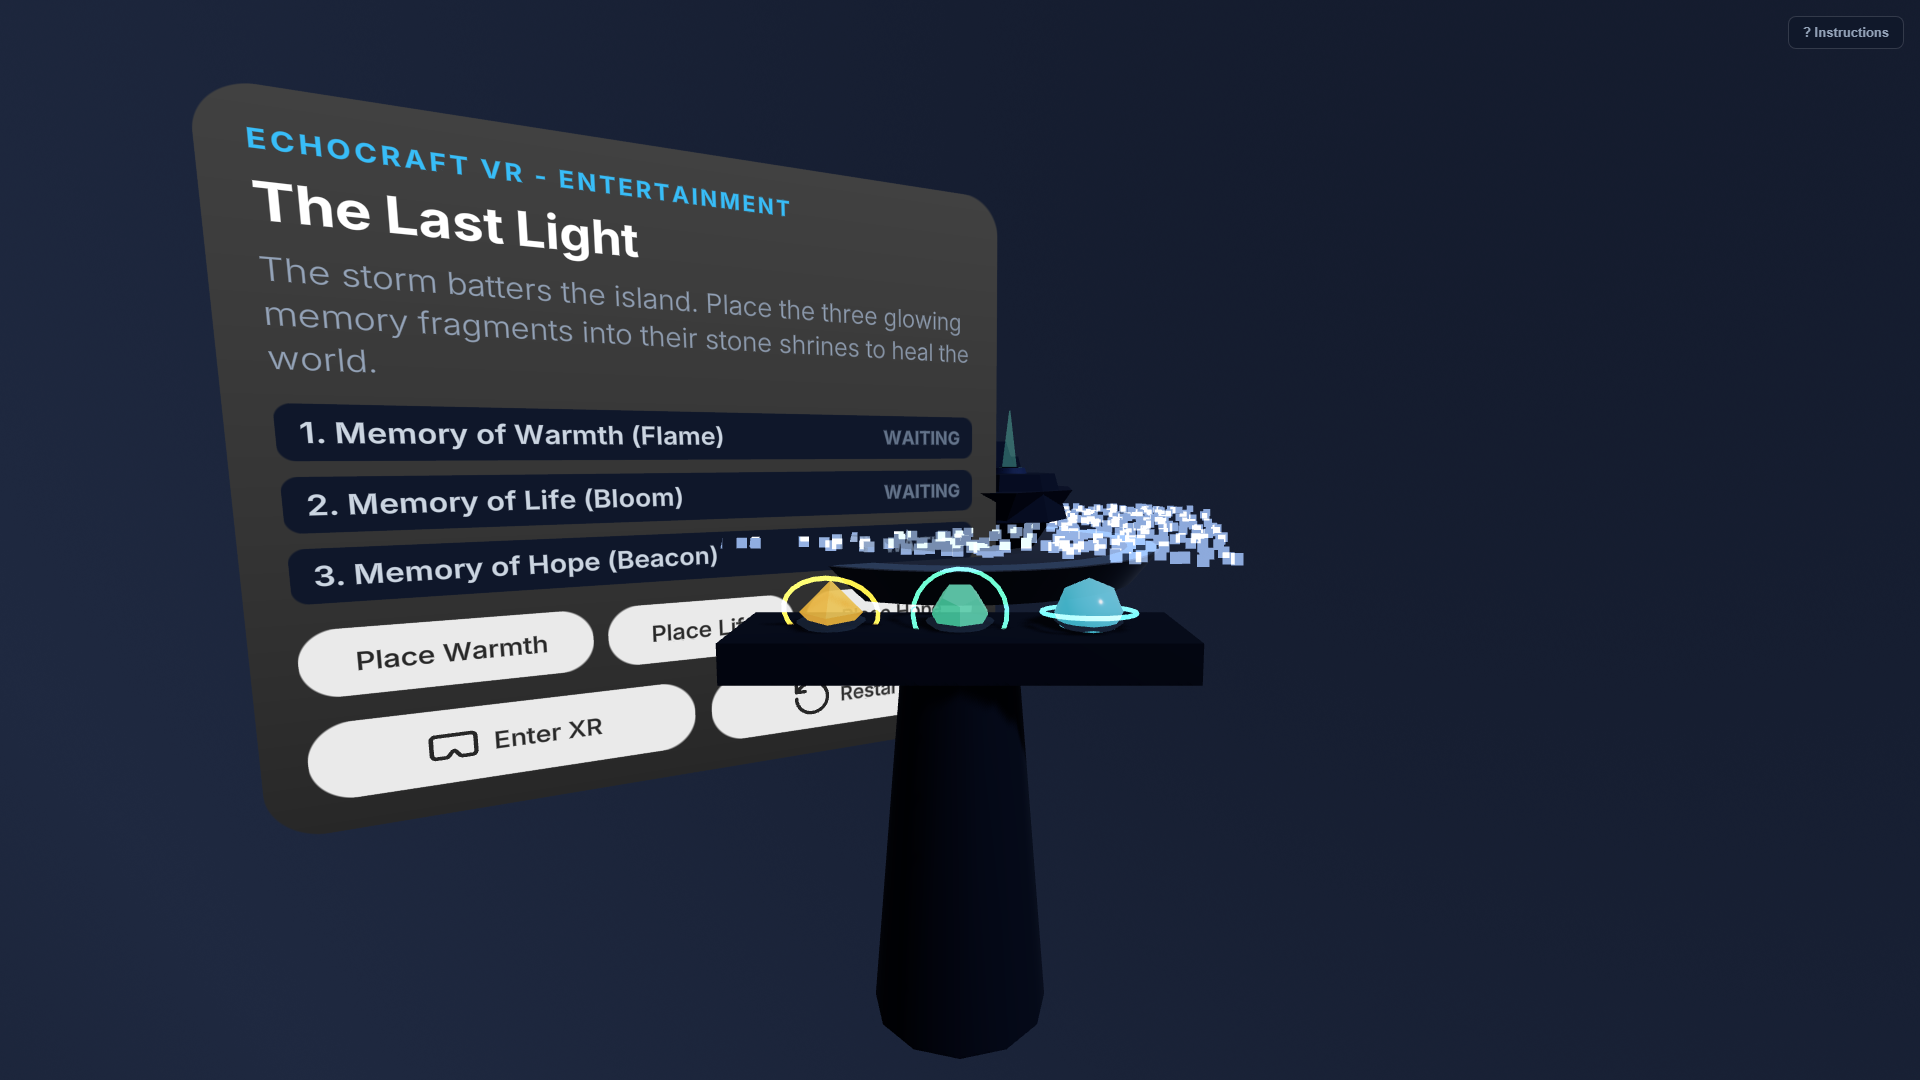 ? Instructions
ECHOCRAFT VR - ENTERTAINMENT
The Last Light
The storm batters the island. Place the three glowing
memory fragments into their stone shrines to heal the
world.
1. Memory of Warmth (Flame) WAITING
2. Memory of Life (Bloom) WAITING
3. Memory of Hope (Beacon)
Place Warmth Place
Enter XR